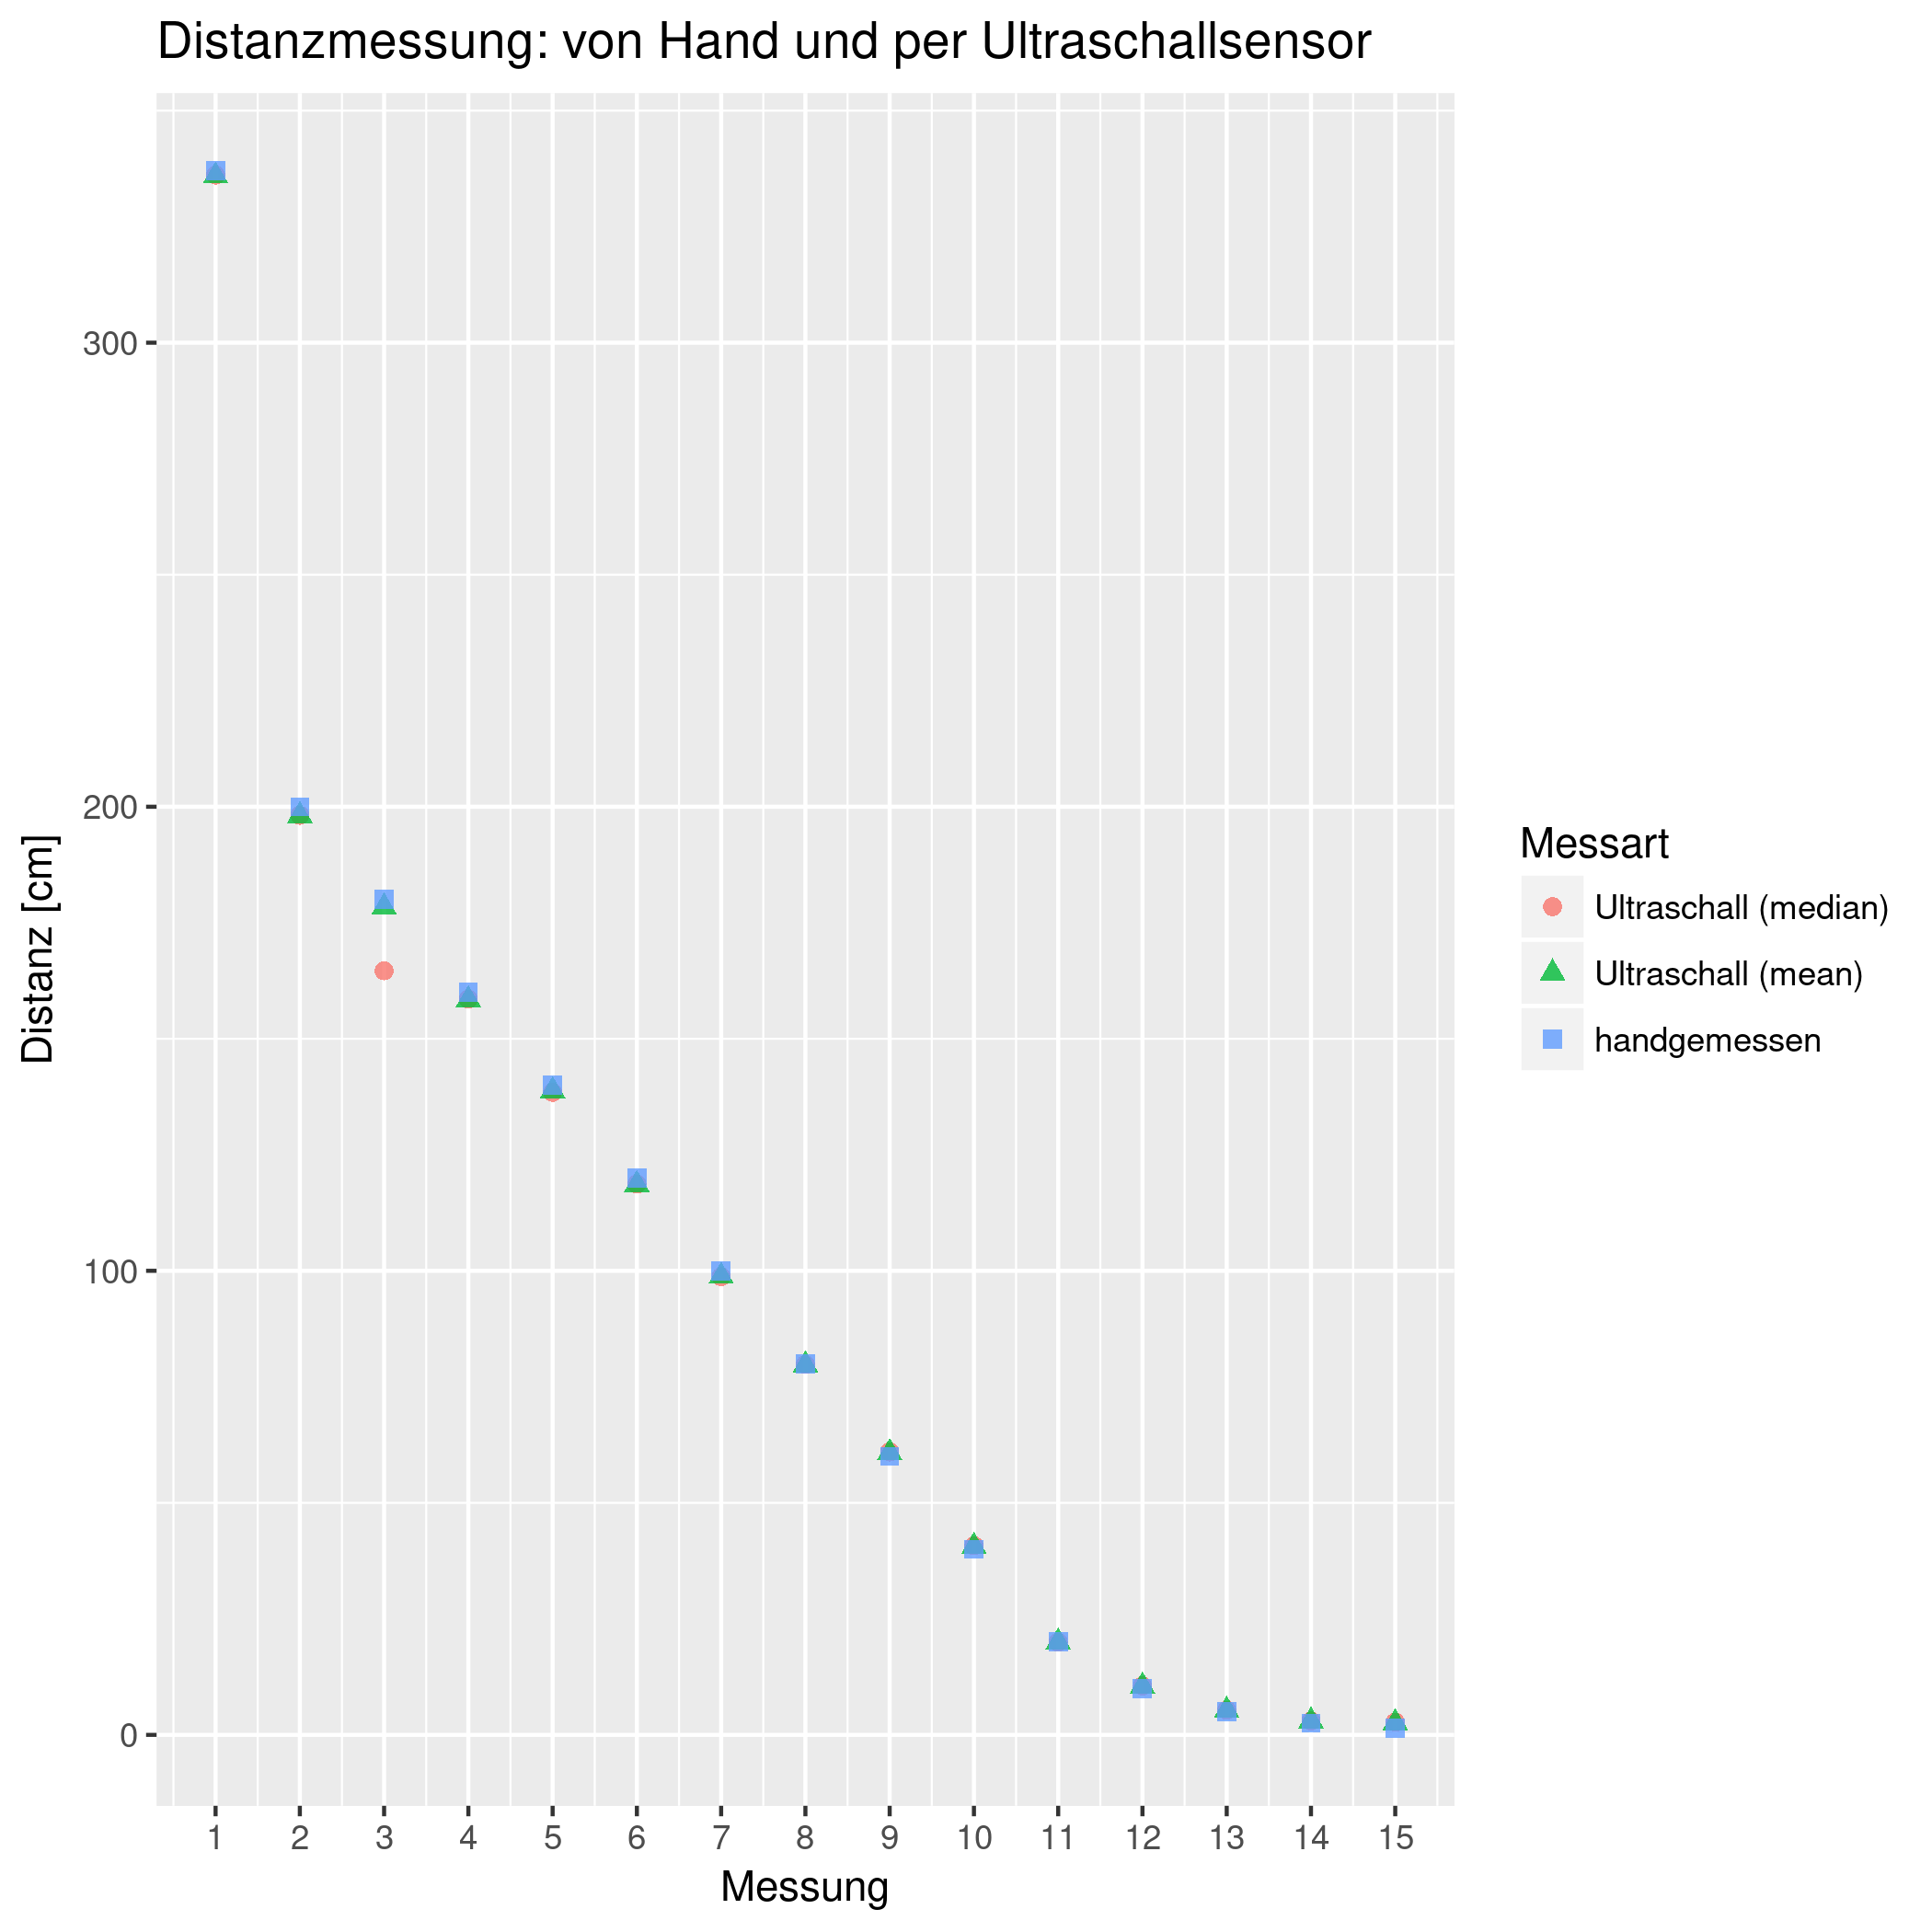 Distanzmessung: von Hand und per Ultraschallsensor
Distanz [cm]
300
200
100
0
1 2 3 4 5 6 7 8 9 10 11 12 13 14 15
Messung
Messart
Ultraschall (median)
Ultraschall (mean)
handgemessen